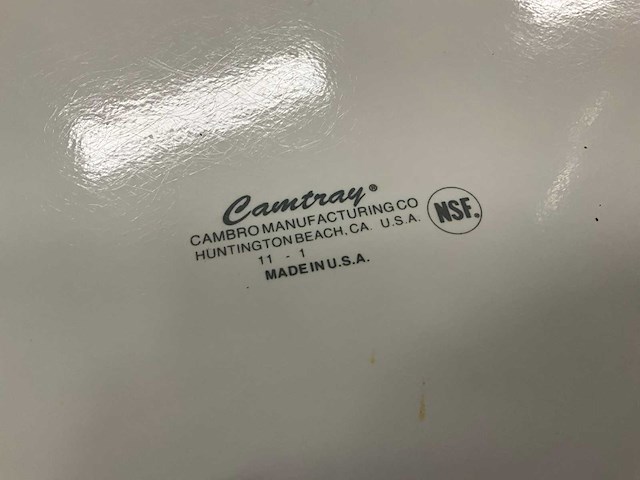 Camtray®
CAMBRO MANUFACTURING CO
HUNTINGTON BEACH, CA. U.S.A.
11 - 1
MADE IN U.S.A.
NSF.